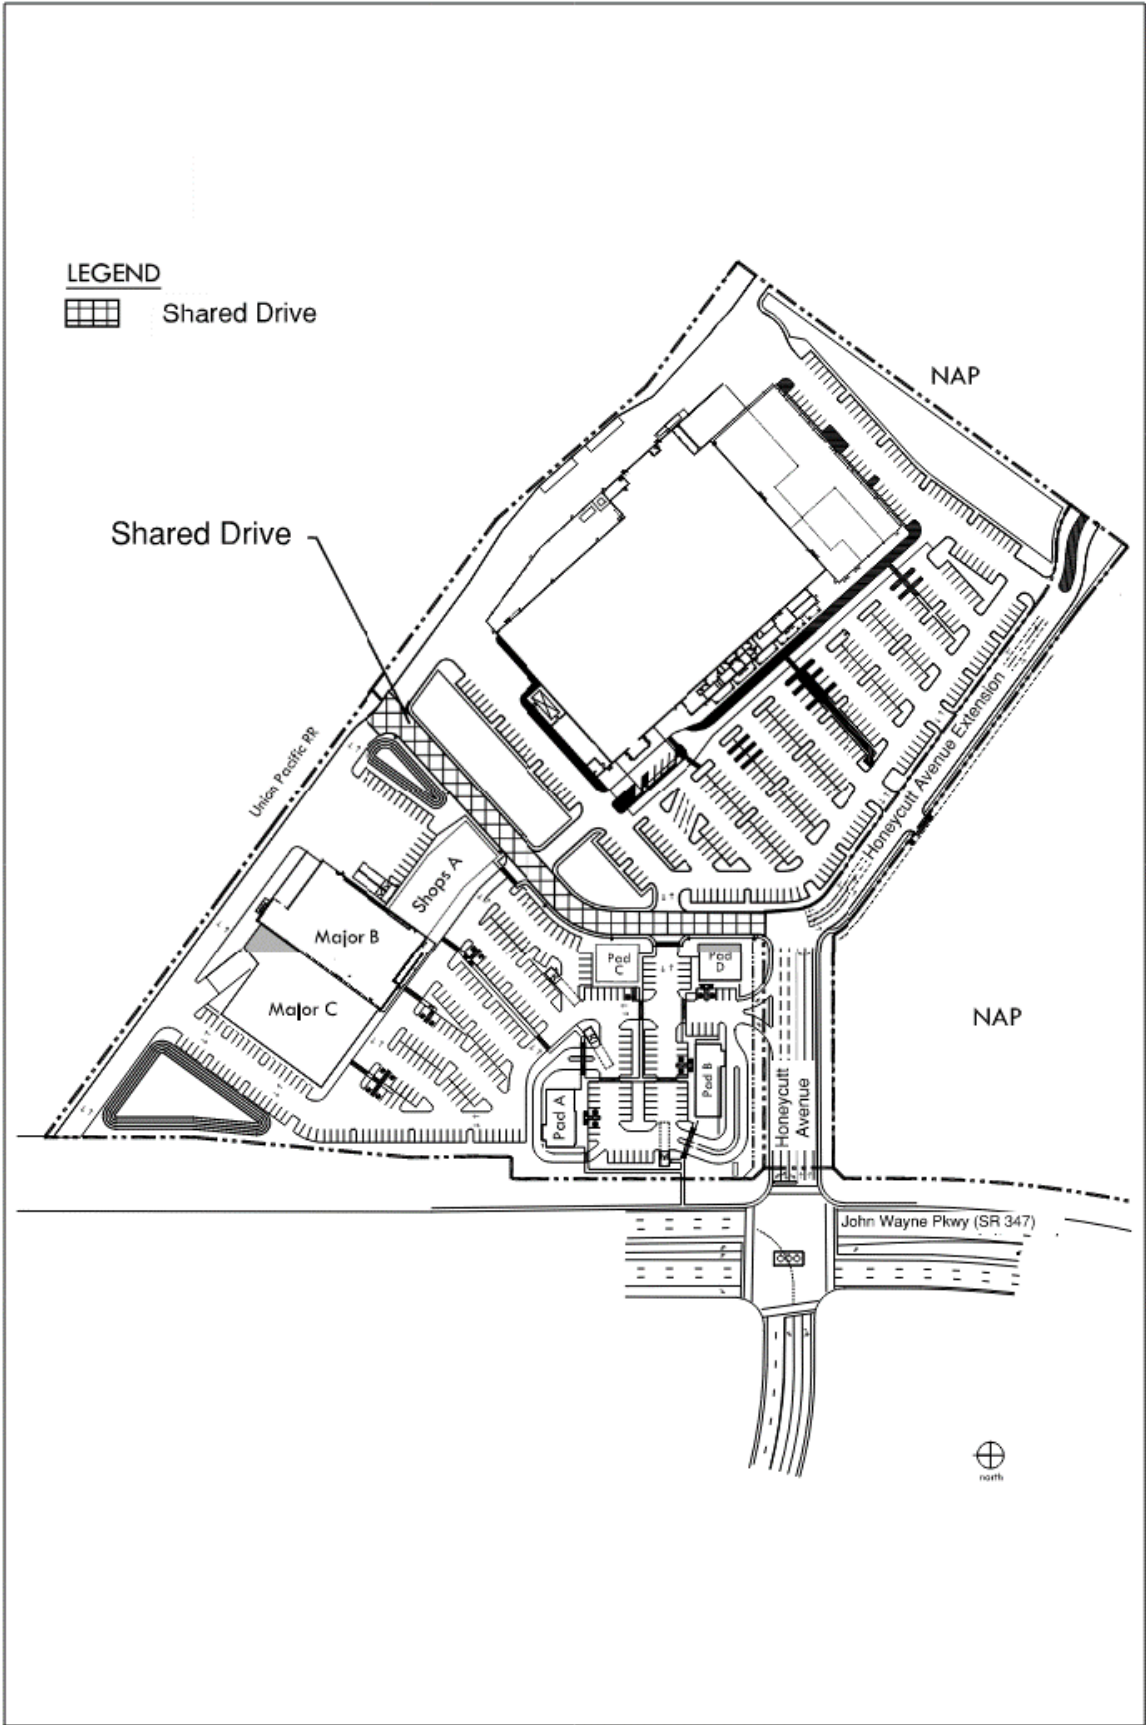 LEGEND
Shared Drive
NAP
Shared Drive
Union Pacific RR
Honeycutt Avenue Extension
Shops A
Major B
Pad
C
Pad
D
Major C
NAP
Pad B
Honeycutt
Avenue
Pad A
John Wayne Pkwy (SR 347)
north